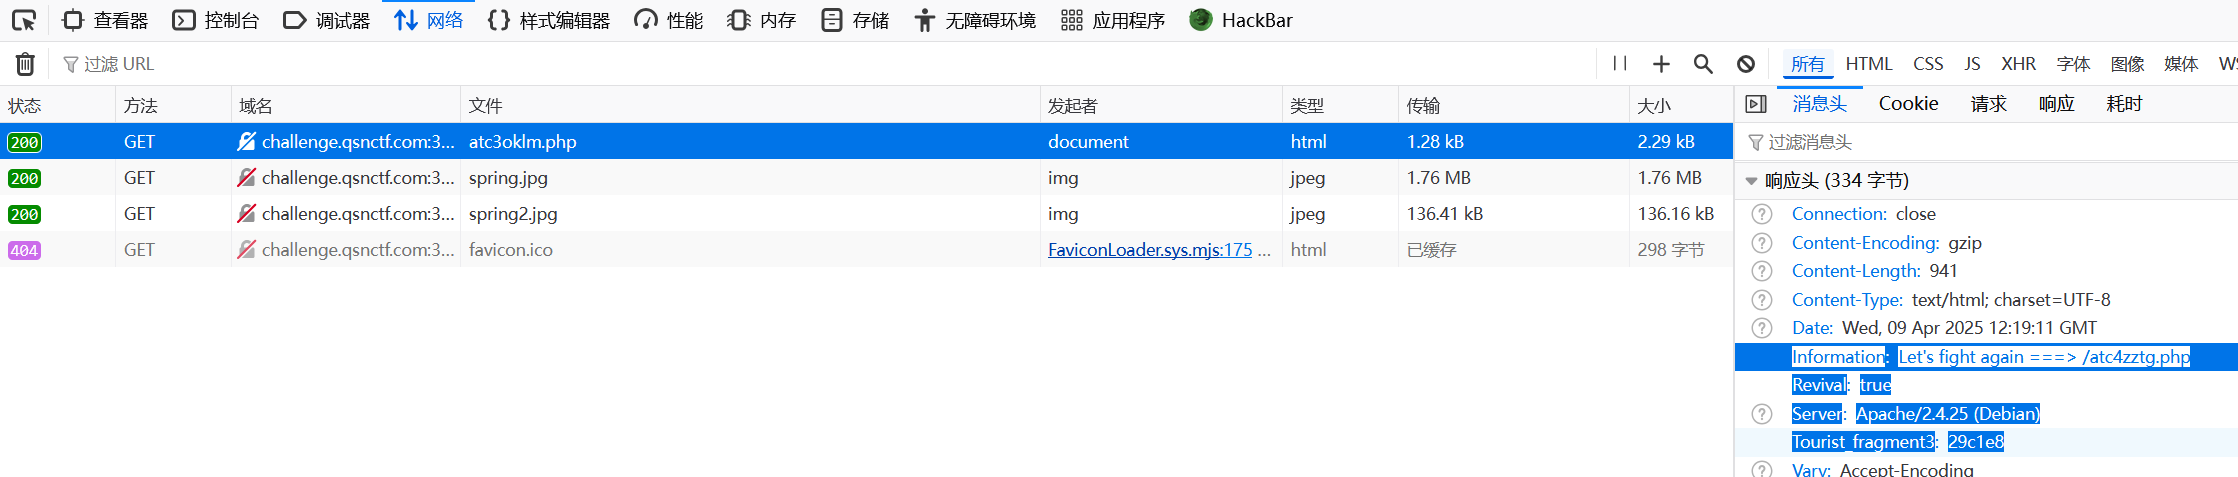 查看器 控制台 调试器 网络 样式编辑器 性能 内存 存储 无障碍环境 应用程序 HackBar
过滤 URL 所有 HTML CSS JS XHR 字体 图像 媒体
状态 方法 域名 文件 发起者 类型 传输 大小
200 GET challenge.qsnctf.com:3... atc3oklm.php document html 1.28 kB 2.29 kB
200 GET challenge.qsnctf.com:3... spring.jpg img jpeg 1.76 MB 1.76 MB
200 GET challenge.qsnctf.com:3... spring2.jpg img jpeg 136.41 kB 136.16 kB
404 GET challenge.qsnctf.com:3... favicon.ico FaviconLoader.sys.mjs:175 ... html 已缓存 298 字节
消息头 Cookie 请求 响应 耗时
过滤消息头
响应头 (334 字节)
Connection: close
Content-Encoding: gzip
Content-Length: 941
Content-Type: text/html; charset=UTF-8
Date: Wed, 09 Apr 2025 12:19:11 GMT
Information: Let's fight again ===> /atc4zztg.php
Revival: true
Server: Apache/2.4.25 (Debian)
Tourist_fragment3: 29c1e8
Vary: Accept-Encoding